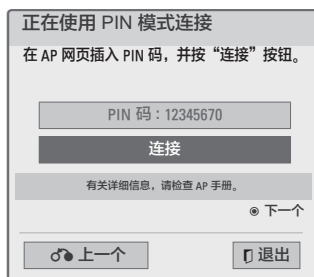 正在使用 PIN 模式连接
在 AP 网页插入 PIN 码，并按“连接”按钮。
PIN 码 : 12345670
连接
有关详细信息，请检查 AP 手册。
◉ 下一个
上一个
退出